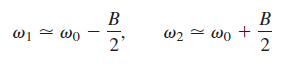 ω₁ ≃ ω₀ − B/2,   ω₂ ≃ ω₀ + B/2